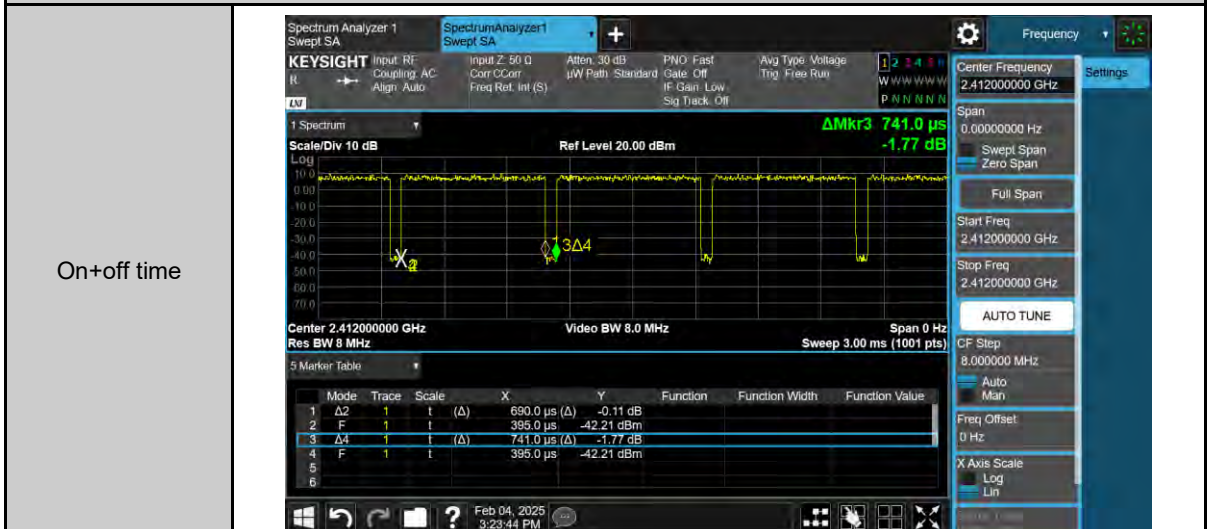 On+off time
Spectrum Analyzer 1
Swept SA
SpectrumAnalyzer1
Swept SA
+
Frequency
KEYSIGHT
R
LXI
Input: RF
Coupling: AC
Align: Auto
Input Z: 50 Ω
Corr CCorr
Freq Ref: Int (S)
Atten: 30 dB
µW Path: Standard
PNO: Fast
Gate: Off
IF Gain: Low
Sig Track: Off
Avg Type: Voltage
Trig: Free Run
1 2 3 4 5 6
W W W W W W
P N N N N N
Center Frequency
2.412000000 GHz
Settings
Span
0.00000000 Hz
Swept Span
Zero Span
Full Span
Start Freq
2.412000000 GHz
Stop Freq
2.412000000 GHz
AUTO TUNE
CF Step
8.000000 MHz
Auto
Man
Freq Offset
0 Hz
X Axis Scale
Log
Lin
1 Spectrum
Scale/Div 10 dB
Ref Level 20.00 dBm
ΔMkr3 741.0 µs
-1.77 dB
Log
10.0
0.00
-10.0
-20.0
-30.0
-40.0
-50.0
-60.0
-70.0
3Δ4
Center 2.412000000 GHz
Video BW 8.0 MHz
Span 0 Hz
Res BW 8 MHz
Sweep 3.00 ms (1001 pts)
5 Marker Table
Mode Trace Scale X Y Function Function Width Function Value
1 Δ2 1 t (Δ) 690.0 µs (Δ) -0.11 dB
2 F 1 t 395.0 µs -42.21 dBm
3 Δ4 1 t (Δ) 741.0 µs (Δ) -1.77 dB
4 F 1 t 395.0 µs -42.21 dBm
5
6
?
Feb 04, 2025
3:23:44 PM